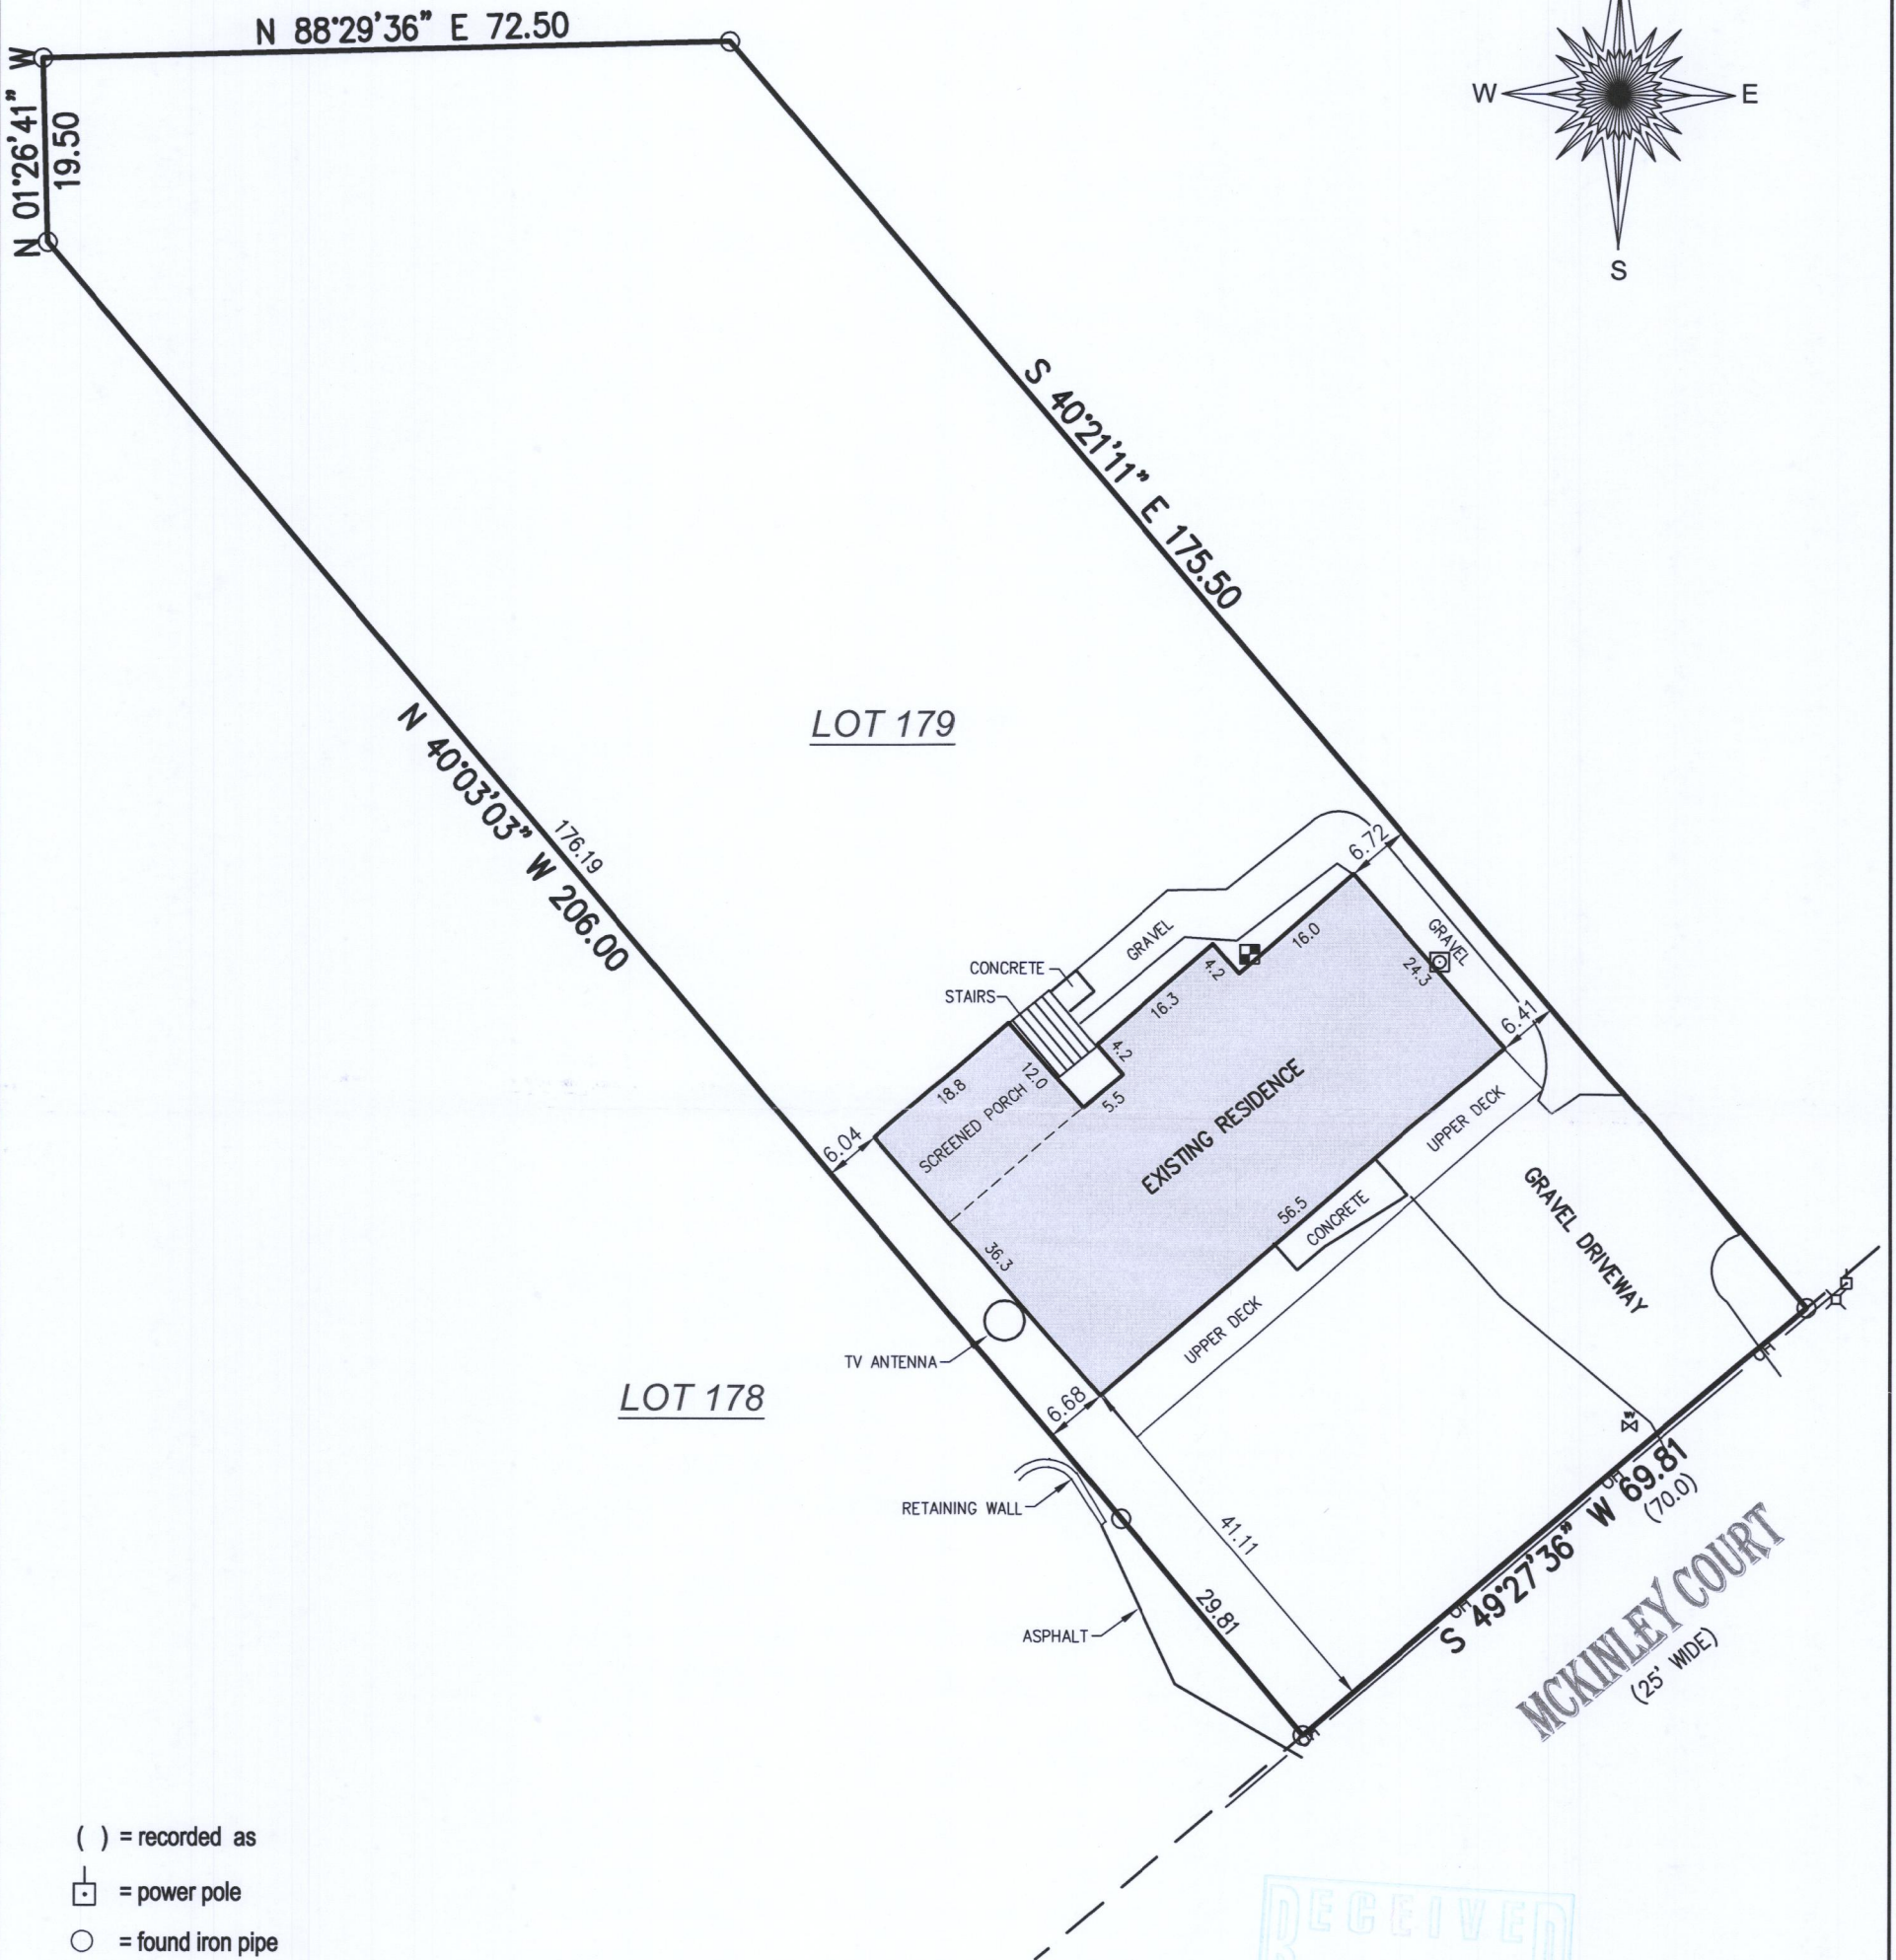 N 88°29'36" E 72.50
N 01°26'41" W
19.50
W
E
S
S 40°21'11" E 175.50
LOT 179
N 40°03'03" W 206.00
176.19
6.72
GRAVEL
GRAVEL
16.0
4.2
24.3
CONCRETE
STAIRS
16.3
6.41
4.2
12.0
18.8
5.5
SCREENED PORCH
EXISTING RESIDENCE
UPPER DECK
6.04
56.5
CONCRETE
GRAVEL DRIVEWAY
36.3
UPPER DECK
TV ANTENNA
LOT 178
6.68
OH
W
OH
S 49°27'36" W 69.81
(70.0)
RETAINING WALL
41.11
OH
MCKINLEY COURT
(25' WIDE)
29.81
ASPHALT
( ) = recorded as
= power pole
= found iron pipe
RECEIVED